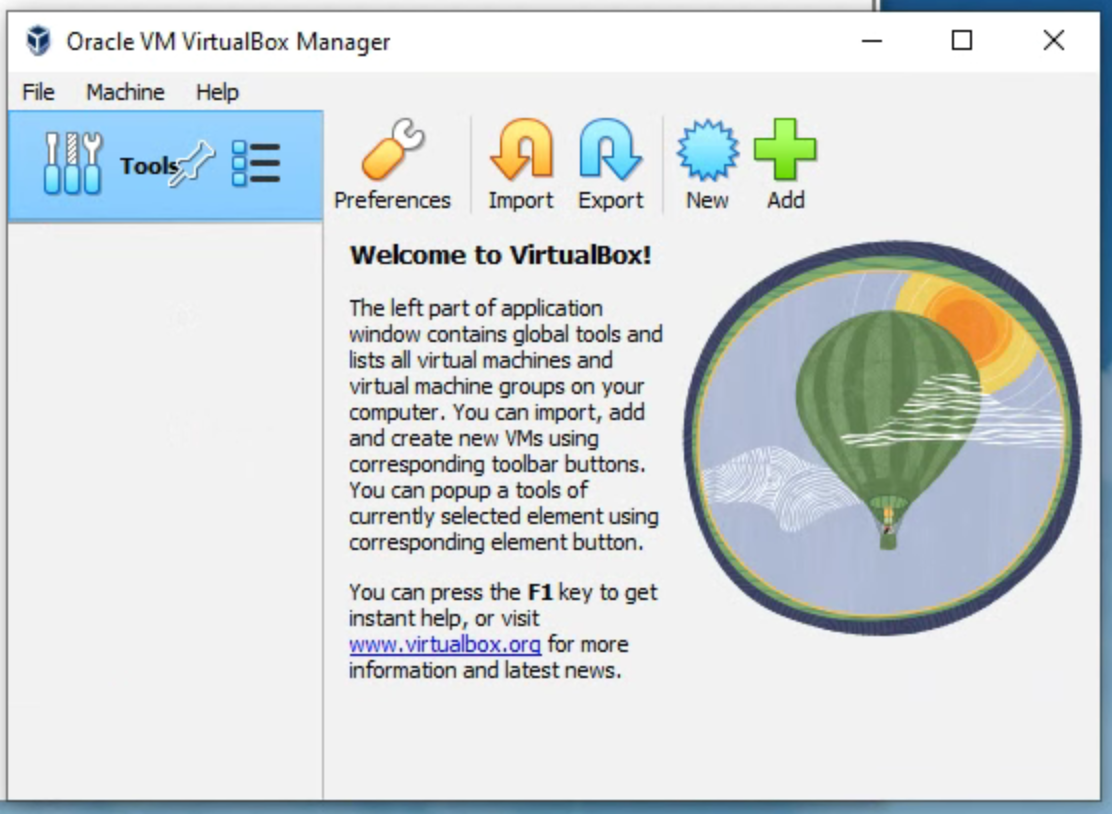 Oracle VM VirtualBox Manager
File Machine Help
Tools
Preferences Import Export New Add
Welcome to VirtualBox!
The left part of application
window contains global tools and
lists all virtual machines and
virtual machine groups on your
computer. You can import, add
and create new VMs using
corresponding toolbar buttons.
You can popup a tools of
currently selected element using
corresponding element button.
You can press the F1 key to get
instant help, or visit
www.virtualbox.org for more
information and latest news.